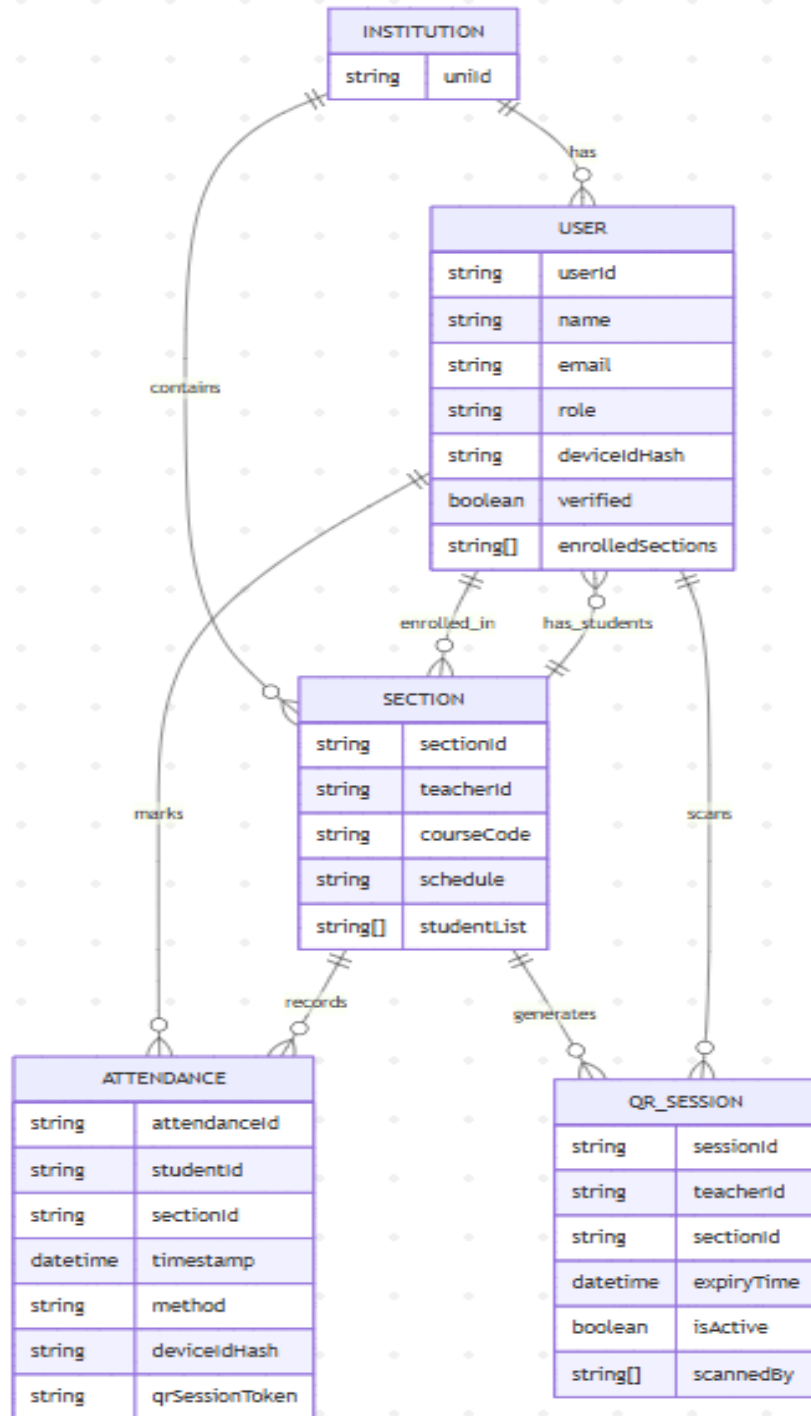 INSTITUTION
string uniId
has
USER
string userId
string name
string email
string role
string deviceIdHash
boolean verified
string[] enrolledSections
contains
enrolled_in has_students
SECTION
string sectionId
string teacherId
string courseCode
string schedule
string[] studentList
marks
scans
records
generates
ATTENDANCE
string attendanceId
string studentId
string sectionId
datetime timestamp
string method
string deviceIdHash
string qrSessionToken
QR_SESSION
string sessionId
string teacherId
string sectionId
datetime expiryTime
boolean isActive
string[] scannedBy